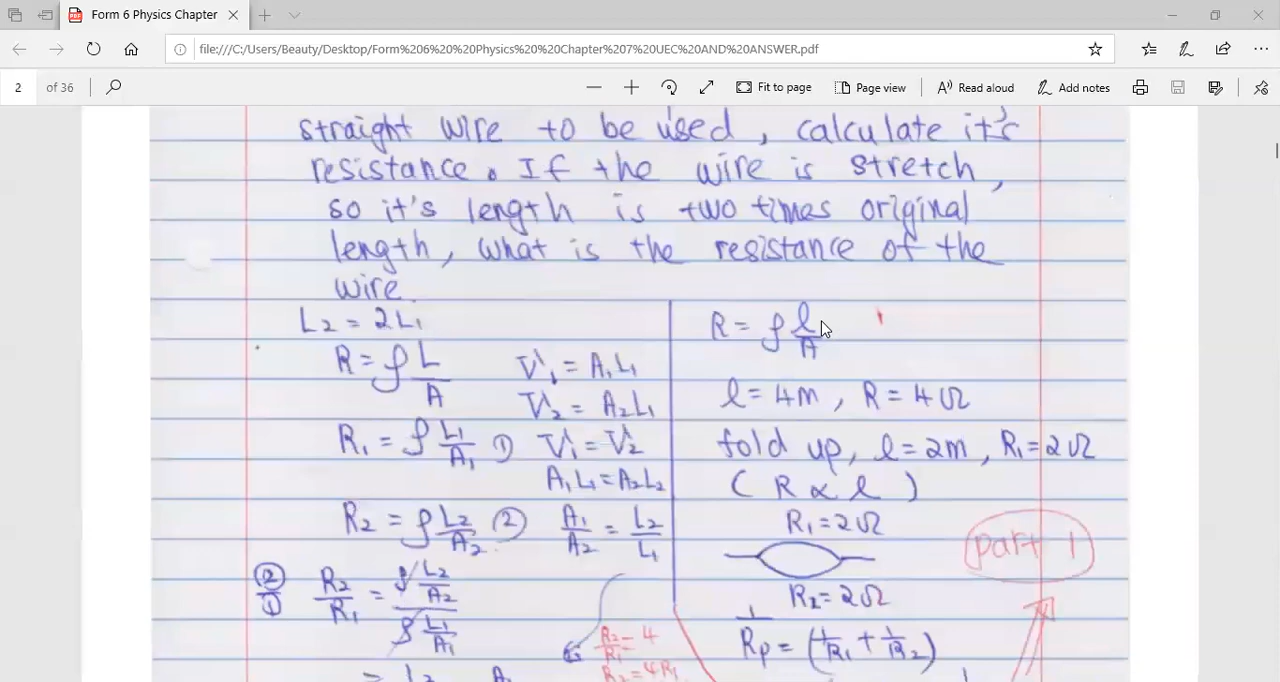 Form 6 Physics Chapter
file:///C:/Users/Beauty/Desktop/Form%206%20%20Physics%20%20Chapter%207%20UEC%20AND%20ANSWER.pdf
2 of 36
Fit to page
Page view
Read aloud
Add notes
straight wire to be used, calculate it's
resistance. If the wire is stretch,
so it's length is two times original
length, what is the resistance of the
wire.
L₂ = 2L₁
R = ρ L/A
V₁ = A₁L₁
V₂ = A₂L₁
R₁ = ρ L₁/A₁ ①
V₁ = V₂
A₁L₁ = A₂L₂
R₂ = ρ L₂/A₂ ②
A₁/A₂ = L₂/L₁
②/① R₂/R₁ = ρ L₂/A₂ / ρ L₁/A₁
R₂/R₁ = 4
R₂ = 4R₁
R = ρ l/A
l = 4m, R = 4Ω
fold up, l = 2m, R₁ = 2Ω
( R ∝ l )
R₁ = 2Ω
R₂ = 2Ω
1/Rp = (1/R₁ + 1/R₂)
part 1